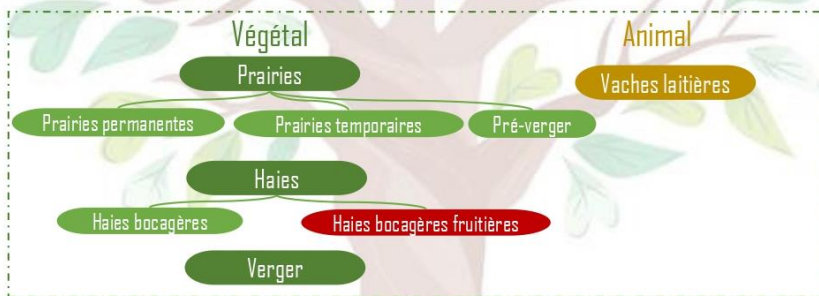 Végétal
Animal
Prairies
Vaches laitières
Prairies permanentes
Prairies temporaires
Pré-verger
Haies
Haies bocagères
Haies bocagères fruitières
Verger